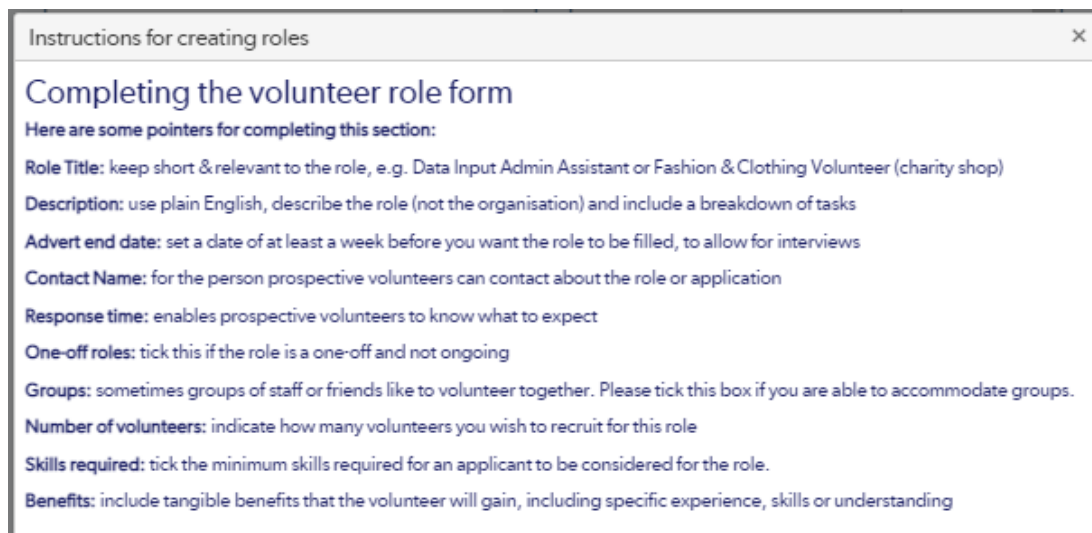 Instructions for creating roles ×
Completing the volunteer role form
Here are some pointers for completing this section:
Role Title: keep short & relevant to the role, e.g. Data Input Admin Assistant or Fashion & Clothing Volunteer (charity shop)
Description: use plain English, describe the role (not the organisation) and include a breakdown of tasks
Advert end date: set a date of at least a week before you want the role to be filled, to allow for interviews
Contact Name: for the person prospective volunteers can contact about the role or application
Response time: enables prospective volunteers to know what to expect
One-off roles: tick this if the role is a one-off and not ongoing
Groups: sometimes groups of staff or friends like to volunteer together. Please tick this box if you are able to accommodate groups.
Number of volunteers: indicate how many volunteers you wish to recruit for this role
Skills required: tick the minimum skills required for an applicant to be considered for the role.
Benefits: include tangible benefits that the volunteer will gain, including specific experience, skills or understanding